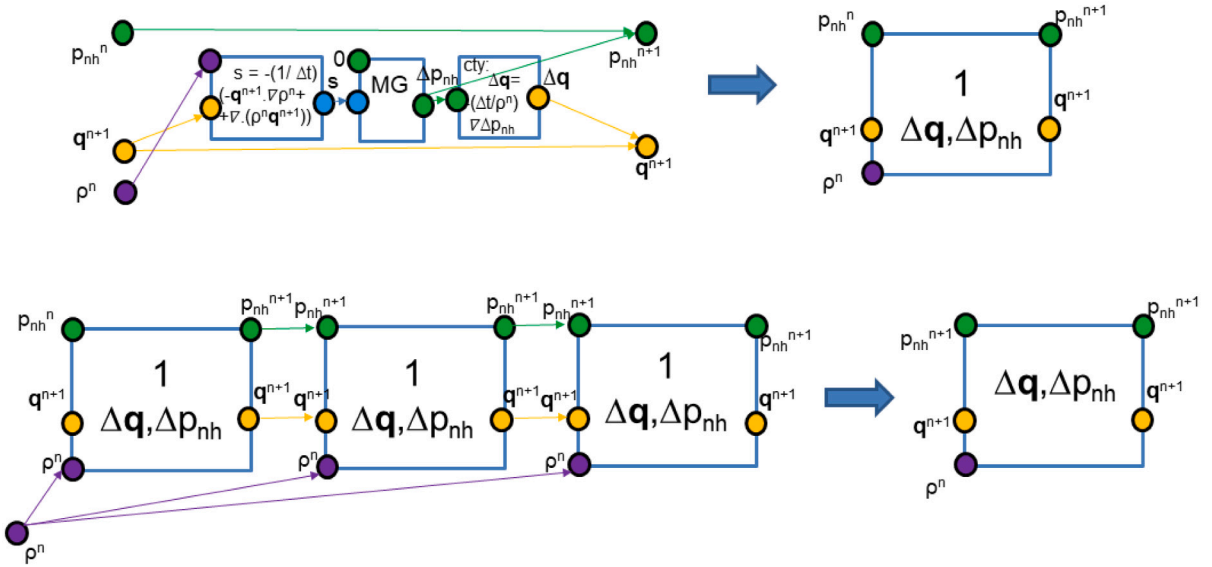 p_nh^n
0
cty:
s = -(1/ Δt)
s
MG
Δp_nh
Δq=
Δq
p_nh^{n+1}
(-q^{n+1}.∇ρ^n+
-(Δt/ρ^n)
+∇.(ρ^n q^{n+1}))
∇Δp_nh
q^{n+1}
q^{n+1}
ρ^n
p_nh^n
p_nh^{n+1}
1
q^{n+1}
q^{n+1}
Δq,Δp_nh
ρ^n
p_nh^n
p_nh^{n+1}
p_nh^{n+1}
p_nh^{n+1}
p_nh^{n+1}
p_nh^{n+1}
1
1
1
q^{n+1}
q^{n+1}
q^{n+1}
q^{n+1}
q^{n+1}
q^{n+1}
Δq,Δp_nh
Δq,Δp_nh
Δq,Δp_nh
ρ^n
ρ^n
ρ^n
ρ^n
p_nh^{n+1}
p_nh^{n+1}
Δq,Δp_nh
q^{n+1}
q^{n+1}
ρ^n